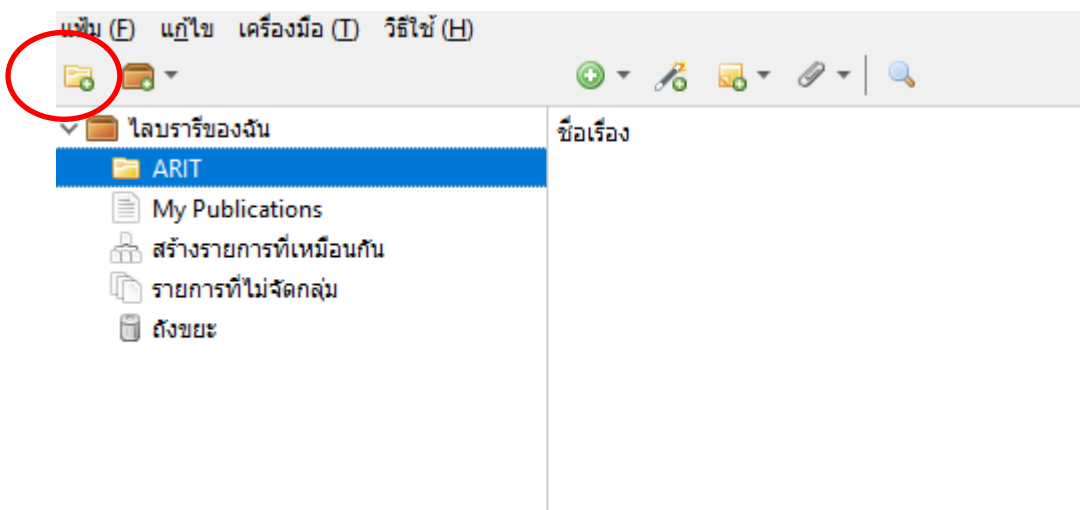 แฟ้ม (F) แก้ไข เครื่องมือ (T) วิธีใช้ (H)
ไลบรารีของฉัน
ชื่อเรื่อง
ARIT
My Publications
สร้างรายการที่เหมือนกัน
รายการที่ไม่จัดกลุ่ม
ถังขยะ